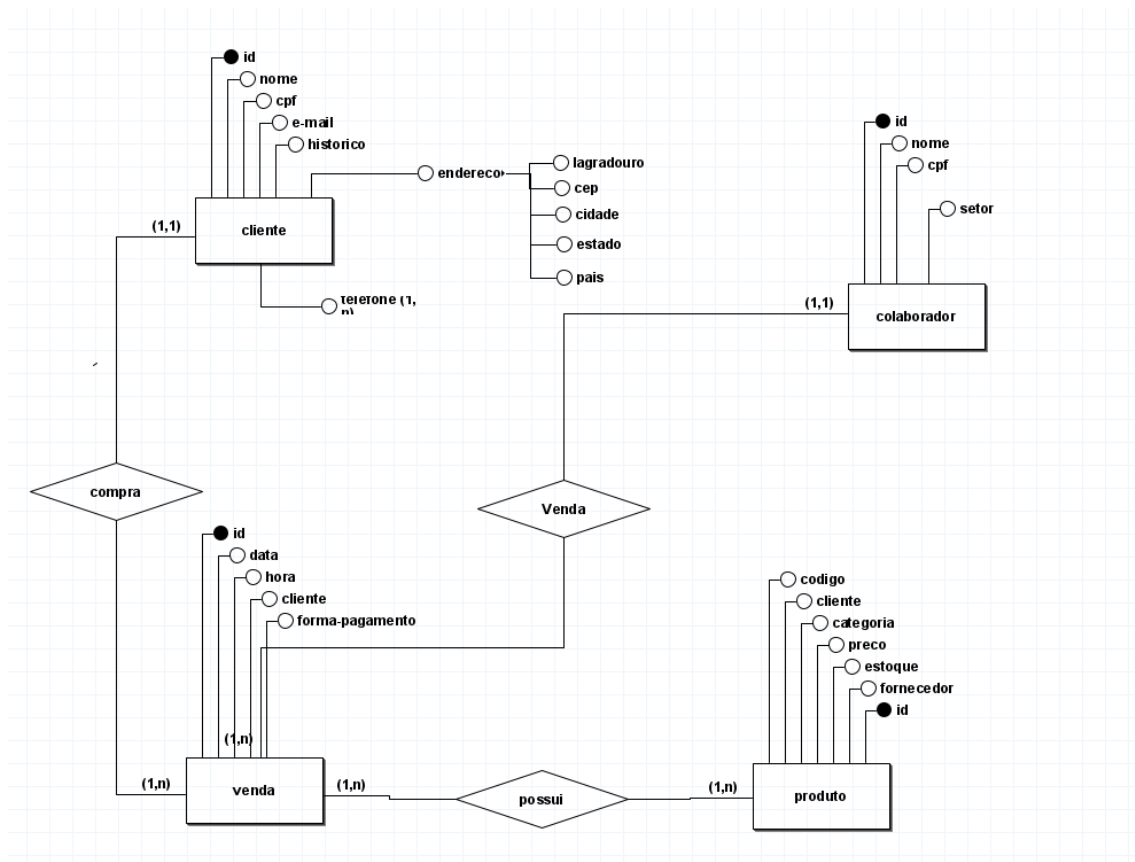 id
nome
cpf
e-mail
historico
endereco
lagradouro
cep
cidade
estado
pais
(1,1)
cliente
telefone (1,
n)
id
nome
cpf
setor
(1,1)
colaborador
compra
Venda
id
data
hora
cliente
forma-pagamento
(1,n)
(1,n)
venda
(1,n)
possui
(1,n)
codigo
cliente
categoria
preco
estoque
fornecedor
id
produto